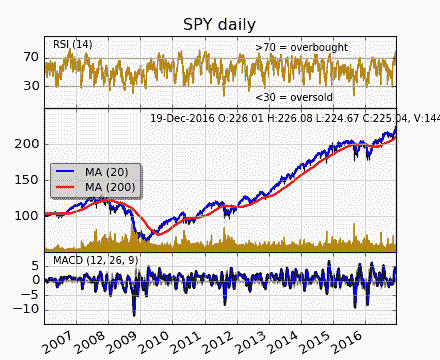 SPY daily
RSI (14)
>70 = overbought
70
30
<30 = oversold
19-Dec-2016 O:226.01 H:226.08 L:224.67 C:225.04, V:144
200
150
100
MA (20)
MA (200)
MACD (12, 26, 9)
5
0
−5
−10
2007 2008 2009 2010 2011 2012 2013 2014 2015 2016